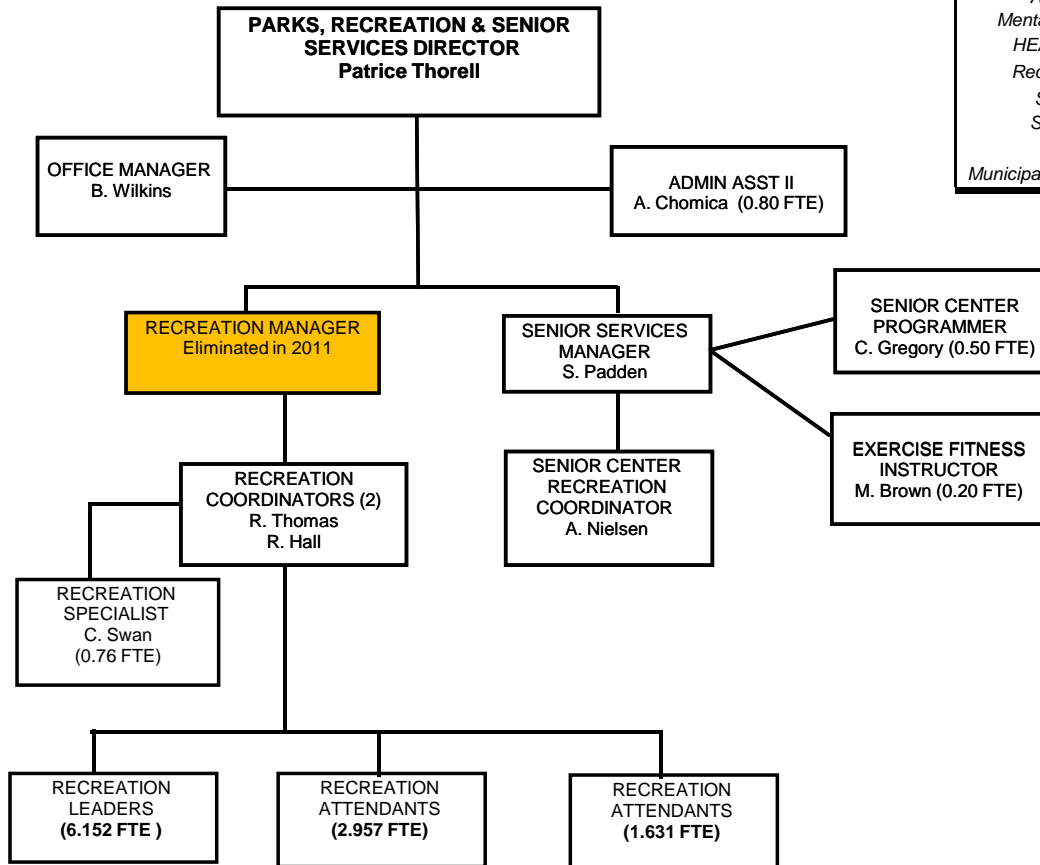 PARKS, RECREATION & SENIOR
SERVICES DIRECTOR
Patrice Thorell
OFFICE MANAGER
B. Wilkins
ADMIN ASST II
A. Chomica (0.80 FTE)
Municipa
RECREATION MANAGER
Eliminated in 2011
SENIOR SERVICES
MANAGER
S. Padden
SENIOR CENTER
PROGRAMMER
C. Gregory (0.50 FTE)
EXERCISE FITNESS
INSTRUCTOR
M. Brown (0.20 FTE)
RECREATION
COORDINATORS (2)
R. Thomas
R. Hall
SENIOR CENTER
RECREATION
COORDINATOR
A. Nielsen
RECREATION
SPECIALIST
C. Swan
(0.76 FTE)
RECREATION
LEADERS
(6.152 FTE )
RECREATION
ATTENDANTS
(2.957 FTE)
RECREATION
ATTENDANTS
(1.631 FTE)